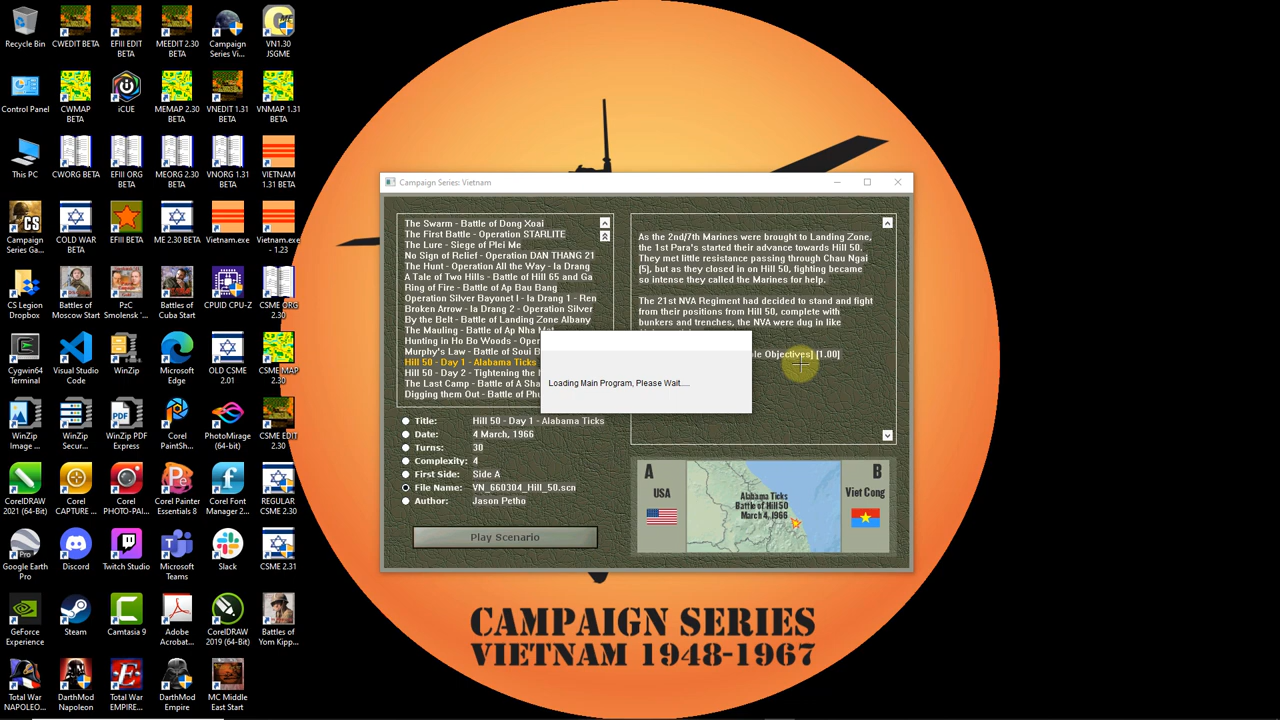 Recycle Bin
CWEDIT BETA
EFIII EDIT
BETA
MEEDIT 2.30
BETA
Campaign
Series Vi...
VN1.30
JSGME
Control Panel
CWMAP
BETA
iCUE
MEMAP 2.30
BETA
VNEDIT 1.31
BETA
VNMAP 1.31
BETA
This PC
CWORG BETA
EFIII ORG
BETA
MEORG 2.30
BETA
VNORG 1.31
BETA
VIETNAM
1.31 BETA
CS
Campaign
Series Ga...
COLD WAR
BETA
EFIII BETA
ME 2.30 BETA
Vietnam.exe
Vietnam.exe
- 1.23
CS Legion
Dropbox
Battles of
Moscow Start
PzC
Smolensk '...
Battles of
Cuba Start
CPUID CPU-Z
CSME ORG
2.30
Cygwin64
Terminal
Visual Studio
Code
WinZip
Microsoft
Edge
OLD CSME
2.01
CSME MAP
2.30
WinZip
Image ...
WinZip
Secur...
PDF
WinZip PDF
Express
Corel
PaintSh...
PhotoMirage
(64-bit)
CSME EDIT
2.30
CorelDRAW
2021 (64-Bit)
Corel
CAPTURE ...
Corel
PHOTO-PAI...
Corel Painter
Essentials 8
Corel Font
Manager 2...
REGULAR
CSME 2.30
Pro
Google Earth
Pro
Discord
Twitch Studio
Microsoft
Teams
Slack
CSME 2.31
GeForce
Experience
Steam
Camtasia 9
Adobe
Acrobat...
CorelDRAW
2019 (64-Bit)
Battles of
Yom Kipp...
Total War
NAPOLEO...
DarthMod
Napoleon
Total War
EMPIRE...
DarthMod
Empire
MC Middle
East Start
Campaign Series: Vietnam
The Swarm - Battle of Dong Xoai
The First Battle - Operation STARLITE
The Lure - Siege of Plei Me
No Sign of Relief - Operation DAN THANG 21
The Hunt - Operation All the Way - Ia Drang
A Tale of Two Hills - Battle of Hill 65 and Ga
Ring of Fire - Battle of Ap Bau Bang
Operation Silver Bayonet I - Ia Drang 1 - Ren
Broken Arrow - Ia Drang 2 - Operation Silver
By the Belt - Battle of Landing Zone Albany
The Mauling - Battle of Ap Nha Mat
Hunting in Ho Bo Woods - Oper
Murphy's Law - Battle of Suoi B
Hill 50 - Day 1 - Alabama Ticks
Hill 50 - Day 2 - Tightening the
The Last Camp - Battle of A Sha
Digging them Out - Battle of Ph
Title: Hill 50 - Day 1 - Alabama Ticks
Date: 4 March, 1966
Turns: 30
Complexity: 4
First Side: Side A
File Name: VN_660304_Hill_50.scn
Author: Jason Petho
Play Scenario
As the 2nd/7th Marines were brought to Landing Zone,
the 1st Para's started their advance towards Hill 50.
They met little resistance passing through Chau Ngai
(5), but as they closed in on Hill 50, fighting became
so intense they called the Marines for help.
The 21st NVA Regiment had decided to stand and fight
from their positions from Hill 50, complete with
bunkers and trenches, the NVA were dug in like
Objectives] [1.00]
Loading Main Program, Please Wait.....
A
USA
Alabama Ticks
Battle of Hill 50
March 4, 1966
B
Viet Cong
CAMPAIGN SERIES
VIETNAM 1948-1967